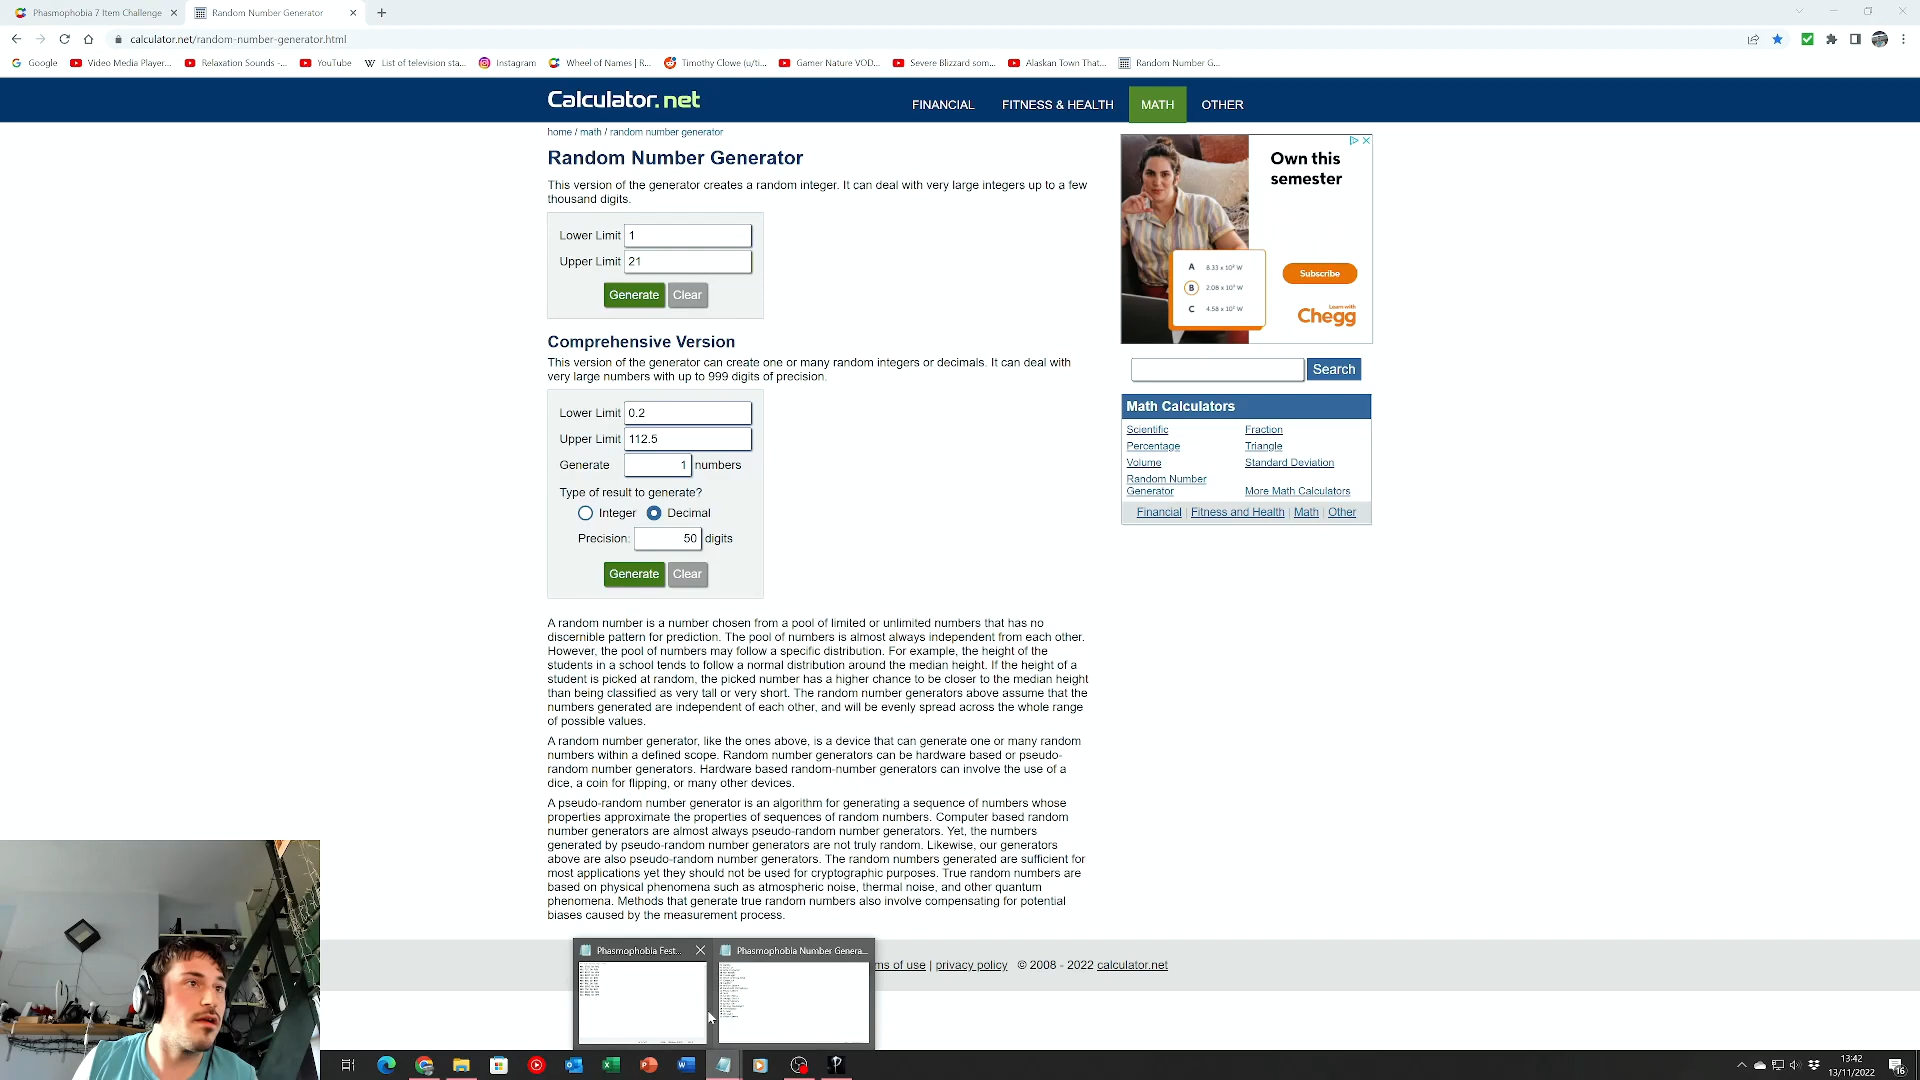 Phasmophobia 7 Item Challenge
Random Number Generator
calculator.net/random-number-generator.html
Google
Video Media Player...
Relaxation Sounds -...
YouTube
List of television sta...
Instagram
Wheel of Names | R...
Timothy Clowe (u/ti...
Gamer Nature VOD...
Severe Blizzard som...
Alaskan Town That...
Random Number G...
Calculator.net
FINANCIAL
FITNESS & HEALTH
MATH
OTHER
home / math / random number generator
Random Number Generator
This version of the generator creates a random integer. It can deal with very large integers up to a few
thousand digits.
Lower Limit 1
Upper Limit 21
Generate Clear
Comprehensive Version
This version of the generator can create one or many random integers or decimals. It can deal with
very large numbers with up to 999 digits of precision.
Lower Limit 0.2
Upper Limit 112.5
Generate 1 numbers
Type of result to generate?
Integer Decimal
Precision: 50 digits
Generate Clear
A random number is a number chosen from a pool of limited or unlimited numbers that has no
discernible pattern for prediction. The pool of numbers is almost always independent from each other.
However, the pool of numbers may follow a specific distribution. For example, the height of the
students in a school tends to follow a normal distribution around the median height. If the height of a
student is picked at random, the picked number has a higher chance to be closer to the median height
than being classified as very tall or very short. The random number generators above assume that the
numbers generated are independent of each other, and will be evenly spread across the whole range
of possible values.
A random number generator, like the ones above, is a device that can generate one or many random
numbers within a defined scope. Random number generators can be hardware based or pseudo-
random number generators. Hardware based random-number generators can involve the use of a
dice, a coin for flipping, or many other devices.
A pseudo-random number generator is an algorithm for generating a sequence of numbers whose
properties approximate the properties of sequences of random numbers. Computer based random
number generators are almost always pseudo-random number generators. Yet, the numbers
generated by pseudo-random number generators are not truly random. Likewise, our generators
above are also pseudo-random number generators. The random numbers generated are sufficient for
most applications yet they should not be used for cryptographic purposes. True random numbers are
based on physical phenomena such as atmospheric noise, thermal noise, and other quantum
phenomena. Methods that generate true random numbers also involve compensating for potential
biases caused by the measurement process.
Own this
semester
A 8.33 x 10³ W
B 2.08 x 10³ W
C 4.58 x 10³ W
Subscribe
Learn with
Chegg
Search
Math Calculators
Scientific Fraction
Percentage Triangle
Volume Standard Deviation
Random Number
Generator More Math Calculators
Financial | Fitness and Health | Math | Other
Phasmophobia Fest...
Phasmophobia Number Genera...
ms of use | privacy policy © 2008 - 2022 calculator.net
13:42
13/11/2022
16